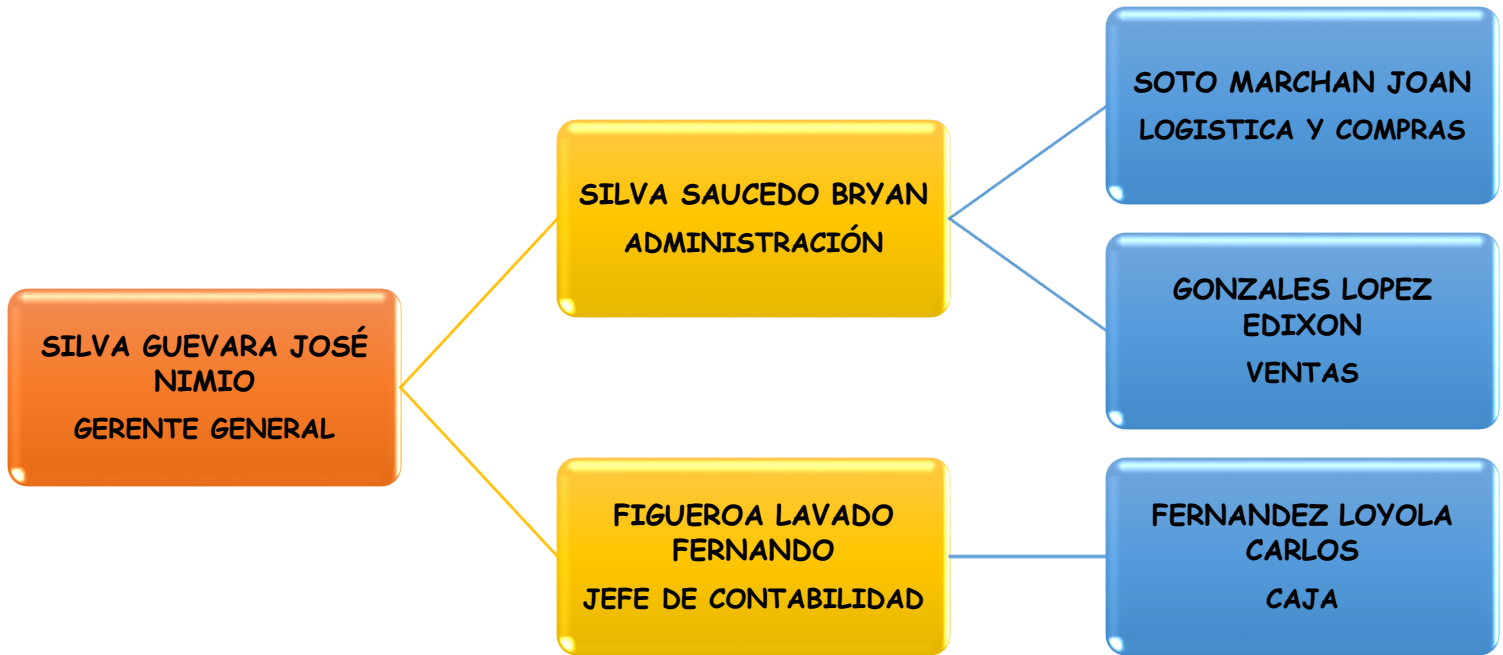 SILVA GUEVARA JOSÉ
NIMIO
GERENTE GENERAL
SILVA SAUCEDO BRYAN
ADMINISTRACIÓN
SOTO MARCHAN JOAN
LOGISTICA Y COMPRAS
GONZALES LOPEZ
EDIXON
VENTAS
FIGUEROA LAVADO
FERNANDO
JEFE DE CONTABILIDAD
FERNANDEZ LOYOLA
CARLOS
CAJA